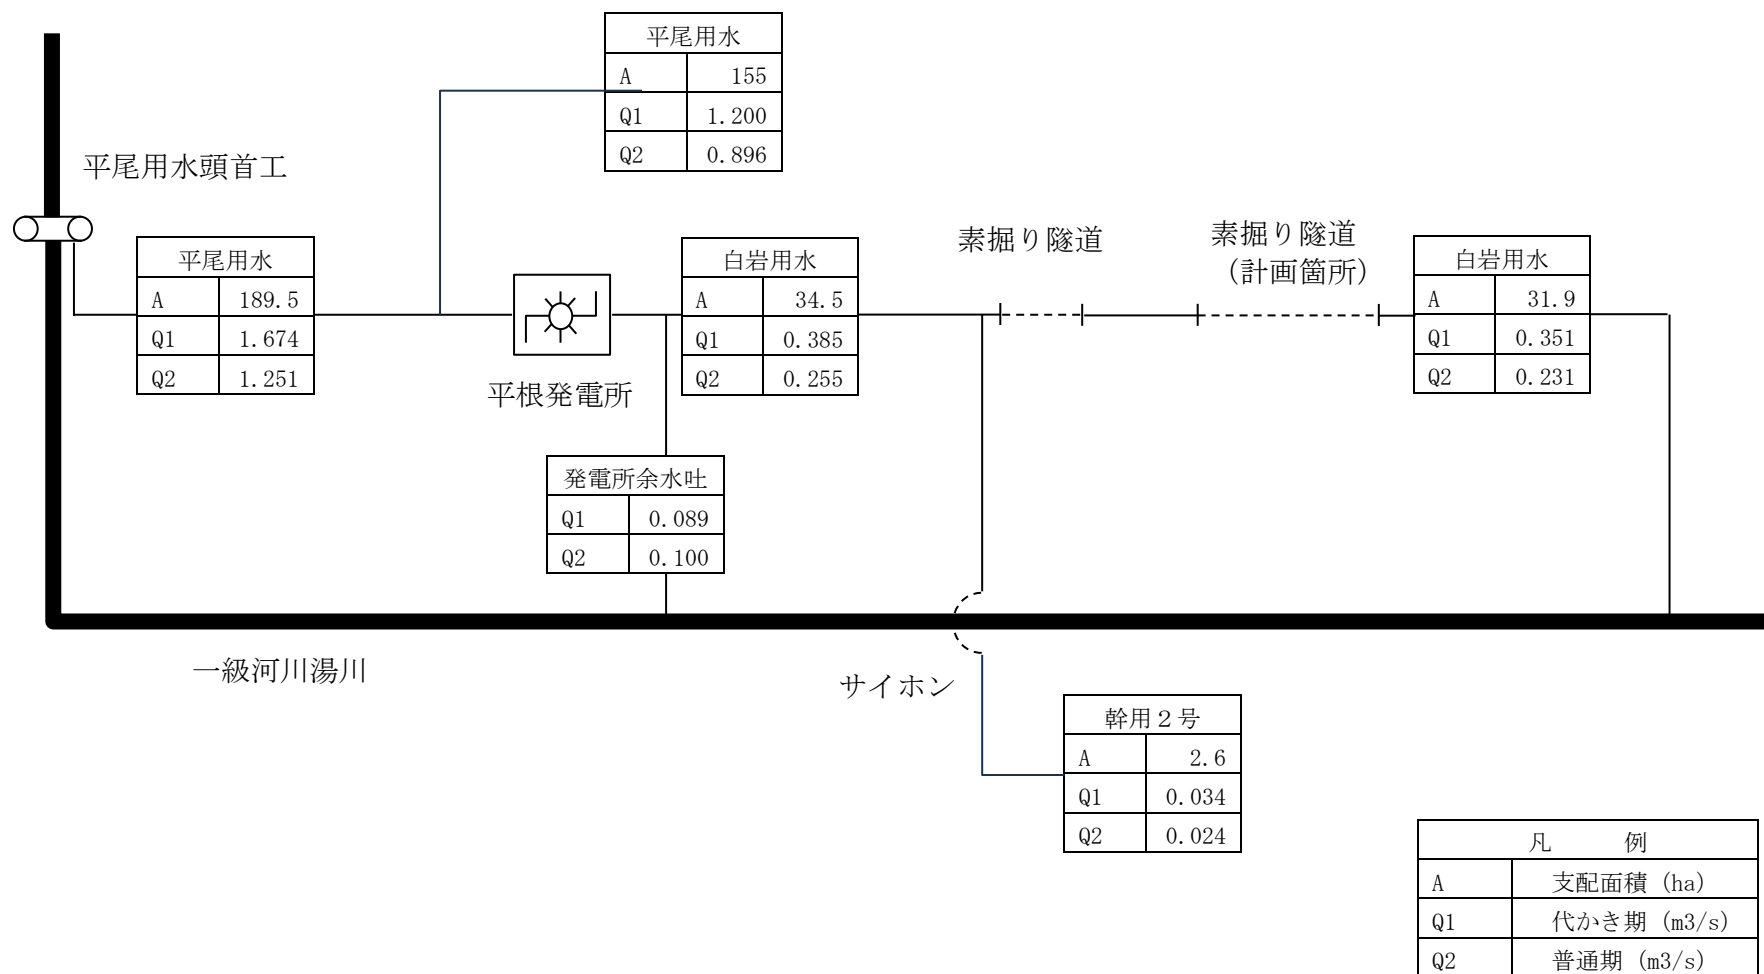 平尾用水
A 155
Q1 1.200
Q2 0.896
平尾用水頭首工
平尾用水
A 189.5
Q1 1.674
Q2 1.251
平根発電所
白岩用水
A 34.5
Q1 0.385
Q2 0.255
素掘り隧道
素掘り隧道
(計画箇所)
白岩用水
A 31.9
Q1 0.351
Q2 0.231
発電所余水吐
Q1 0.089
Q2 0.100
一級河川湯川
サイホン
幹用2号
A 2.6
Q1 0.034
Q2 0.024
凡 例
A 支配面積 (ha)
Q1 代かき期 (m3/s)
Q2 普通期 (m3/s)